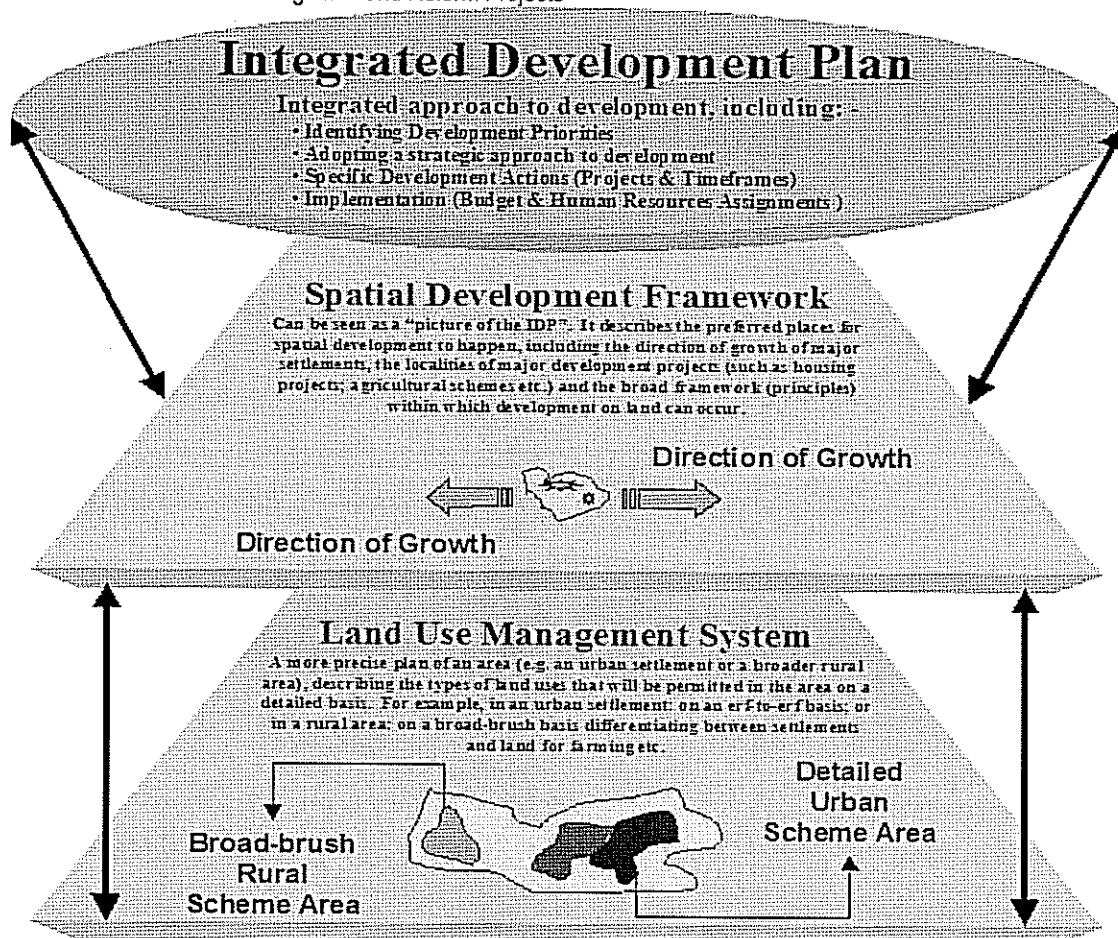 Integrated Development Plan
Integrated approach to development, including: -
• Identifying Development Priorities
• Adopting a strategic approach to development
• Specific Development Actions (Projects & Timeframes)
• Implementation (Budget & Human Resources Assignments )
Spatial Development Framework
Can be seen as a "picture of the IDP". It describes the preferred places for
spatial development to happen, including the direction of growth of major
settlements, the localities of major development projects (such as housing
projects; agricultural schemes etc.) and the broad framework (principles)
within which development on land can occur.
Direction of Growth
Direction of Growth
Land Use Management System
A more precise plan of an area (e.g. an urban settlement or a broader rural
area), describing the types of land uses that will be permitted in the area on a
detailed basis. For example, in an urban settlement: on an erf-to-erf basis; or
in a rural area: on a broad-brush basis differentiating between settlements
and land for farming etc.
Detailed
Urban
Scheme Area
Broad-brush
Rural
Scheme Area